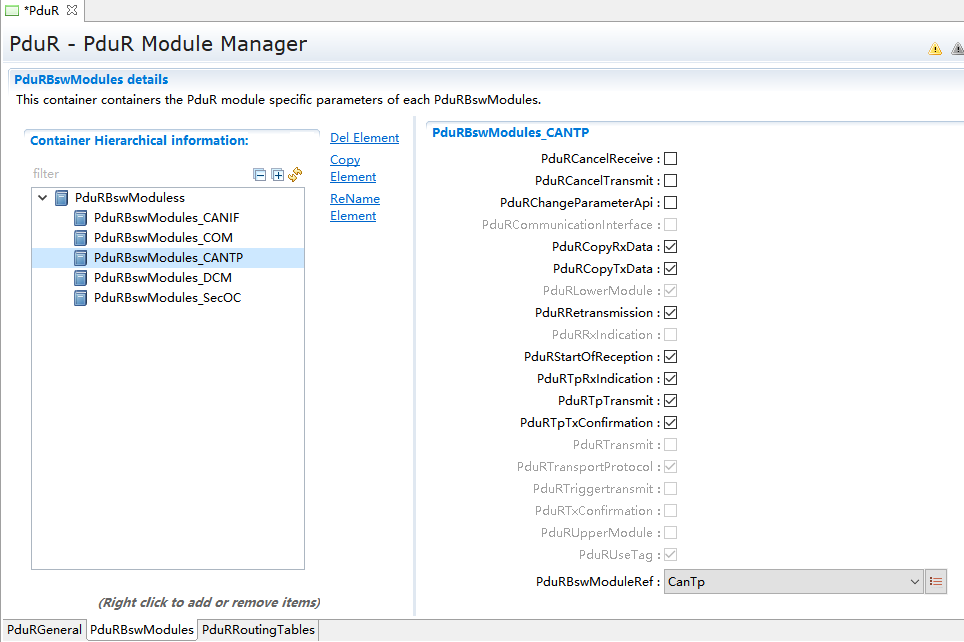 *PduR
PduR - PduR Module Manager
PduRBswModules details
This container containers the PduR module specific parameters of each PduRBswModules.
Container Hierarchical information:
filter
PduRBswModuless
PduRBswModules_CANIF
PduRBswModules_COM
PduRBswModules_CANTP
PduRBswModules_DCM
PduRBswModules_SecOC
(Right click to add or remove items)
Del Element
Copy
Element
ReName
Element
PduRBswModules_CANTP
PduRCancelReceive :
PduRCancelTransmit :
PduRChangeParameterApi :
PduRCommunicationInterface :
PduRCopyRxData :
PduRCopyTxData :
PduRLowerModule :
PduRRetransmission :
PduRRxIndication :
PduRStartOfReception :
PduRTpRxIndication :
PduRTpTransmit :
PduRTpTxConfirmation :
PduRTransmit :
PduRTransportProtocol :
PduRTriggertransmit :
PduRTxConfirmation :
PduRUpperModule :
PduRUseTag :
PduRBswModuleRef : CanTp
PduRGeneral PduRBswModules PduRRoutingTables